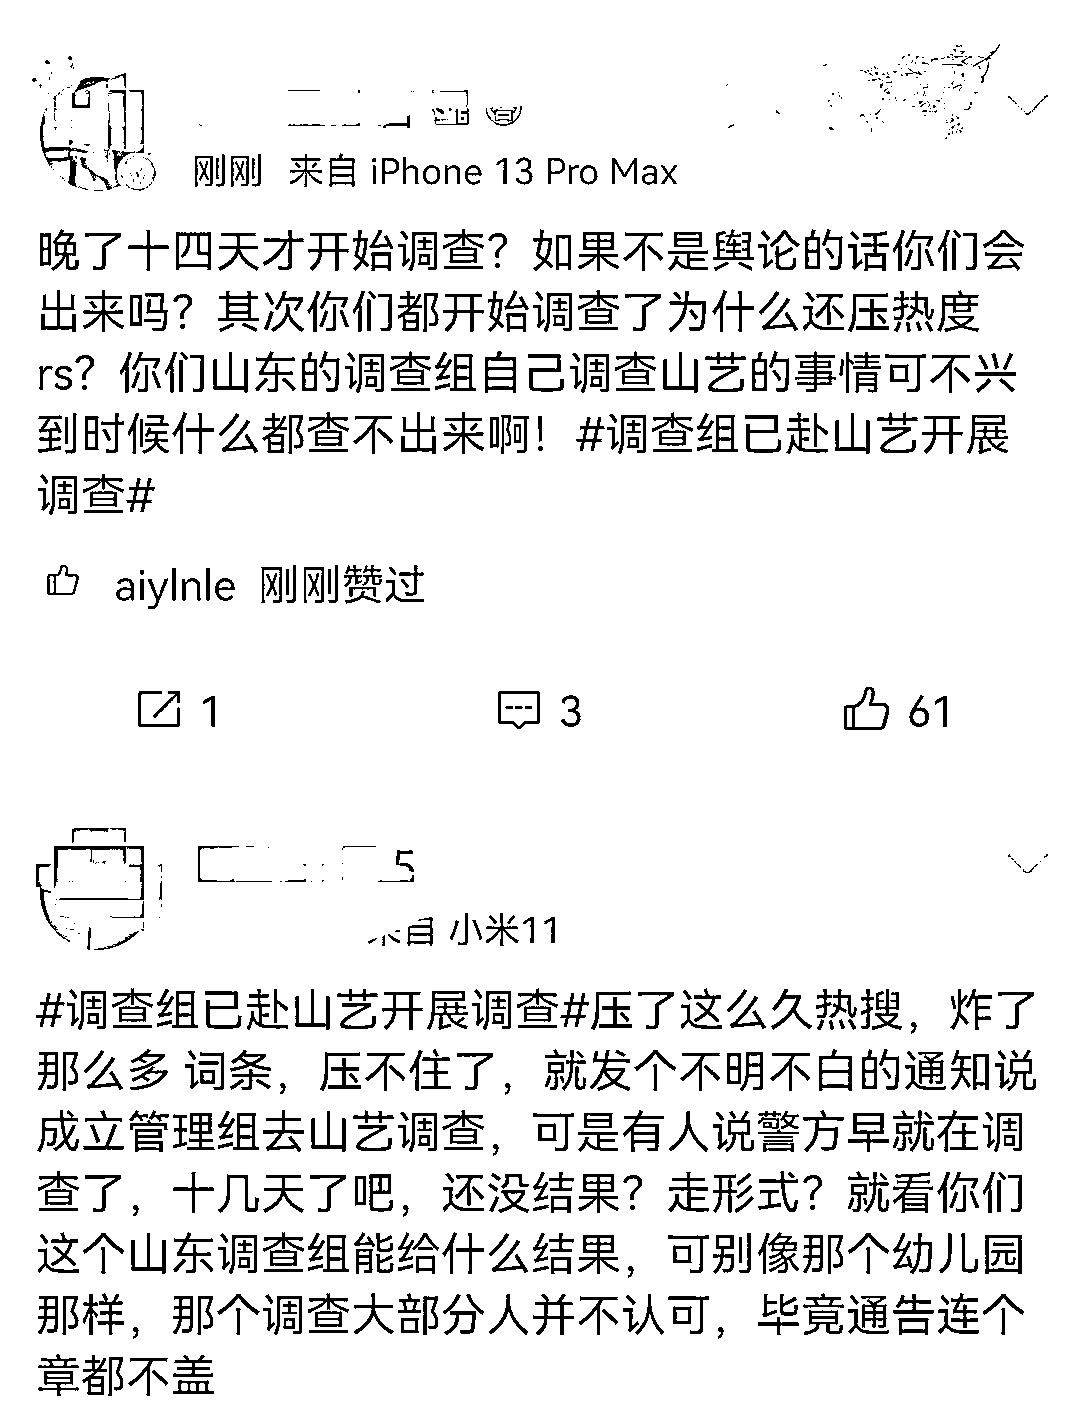 刚刚 来自 iPhone 13 Pro Max
晚了十四天才开始调查？如果不是舆论的话你们会
出来吗？其次你们都开始调查了为什么还压热度
rs？你们山东的调查组自己调查山艺的事情可不兴
到时候什么都查不出来啊！#调查组已赴山艺开展
调查#
aiylnle 刚刚赞过
1 3 61
5
来自 小米11
#调查组已赴山艺开展调查#压了这么久热搜，炸了
那么多 词条，压不住了，就发个不明不白的通知说
成立管理组去山艺调查，可是有人说警方早就在调
查了，十几天了吧，还没结果？走形式？就看你们
这个山东调查组能给什么结果，可别像那个幼儿园
那样，那个调查大部分人并不认可，毕竟通告连个
章都不盖